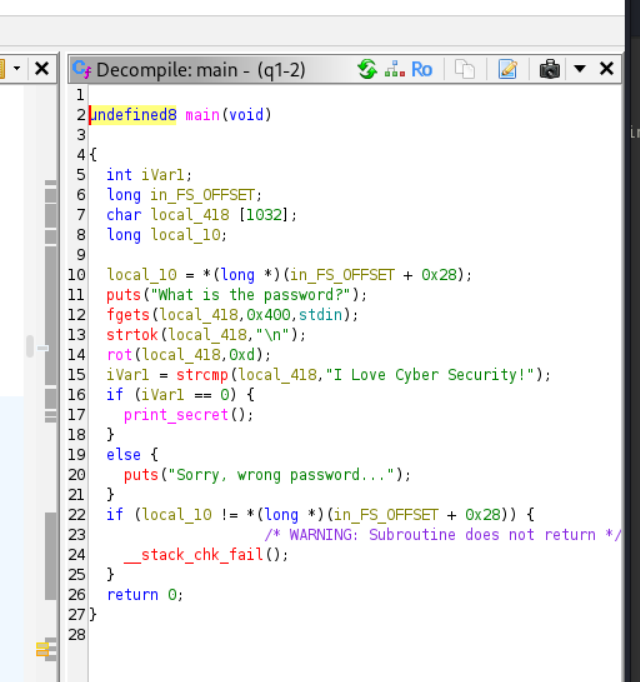 Decompile: main - (q1-2)
Ro
1
2 undefined8 main(void)
3
4 {
5 int iVar1;
6 long in_FS_OFFSET;
7 char local_418 [1032];
8 long local_10;
9
10 local_10 = *(long *)(in_FS_OFFSET + 0x28);
11 puts("What is the password?");
12 fgets(local_418,0x400,stdin);
13 strtok(local_418,"\n");
14 rot(local_418,0xd);
15 iVar1 = strcmp(local_418,"I Love Cyber Security!");
16 if (iVar1 == 0) {
17 print_secret();
18 }
19 else {
20 puts("Sorry, wrong password...");
21 }
22 if (local_10 != *(long *)(in_FS_OFFSET + 0x28)) {
23 /* WARNING: Subroutine does not return */
24 __stack_chk_fail();
25 }
26 return 0;
27 }
28